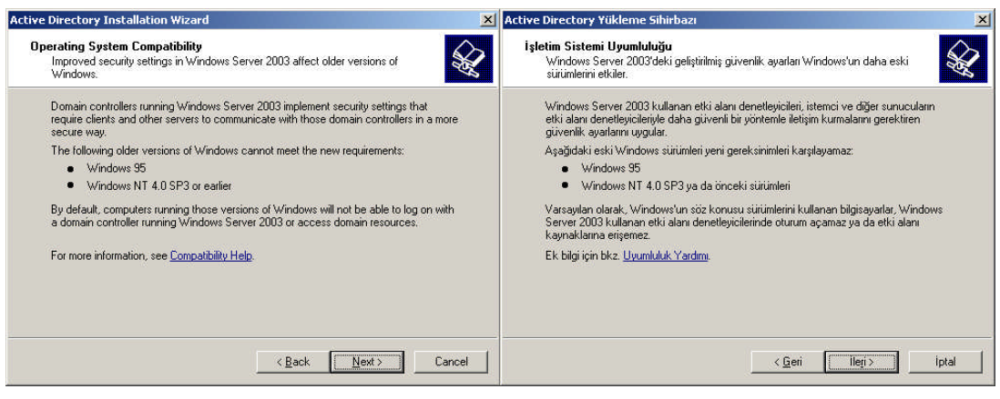 Active Directory Installation Wizard
Operating System Compatibility
Improved security settings in Windows Server 2003 affect older versions of
Windows.
Domain controllers running Windows Server 2003 implement security settings that
require clients and other servers to communicate with those domain controllers in a more
secure way.
The following older versions of Windows cannot meet the new requirements:
Windows 95
Windows NT 4.0 SP3 or earlier
By default, computers running those versions of Windows will not be able to log on with
a domain controller running Windows Server 2003 or access domain resources.
For more information, see Compatibility Help.
< Back
Next >
Cancel
Active Directory Yükleme Sihirbazı
İşletim Sistemi Uyumluluğu
Windows Server 2003'deki geliştirilmiş güvenlik ayarları Windows'un daha eski
sürümlerini etkiler.
Windows Server 2003 kullanan etki alanı denetleyicileri, istemci ve diğer sunucuların
etki alanı denetleyicileriyle daha güvenli bir yöntemle iletişim kurmalarını gerektiren
güvenlik ayarlarını uygular.
Aşağıdaki eski Windows sürümleri yeni gereksinimleri karşılayamaz:
Windows 95
Windows NT 4.0 SP3 ya da önceki sürümleri
Varsayılan olarak, Windows'un söz konusu sürümlerini kullanan bilgisayarlar, Windows
Server 2003 kullanan etki alanı denetleyicilerinde oturum açamaz ya da etki alanı
kaynaklarına erişemez.
Ek bilgi için bkz. Uyumluluk Yardımı.
< Geri
İleri >
İptal